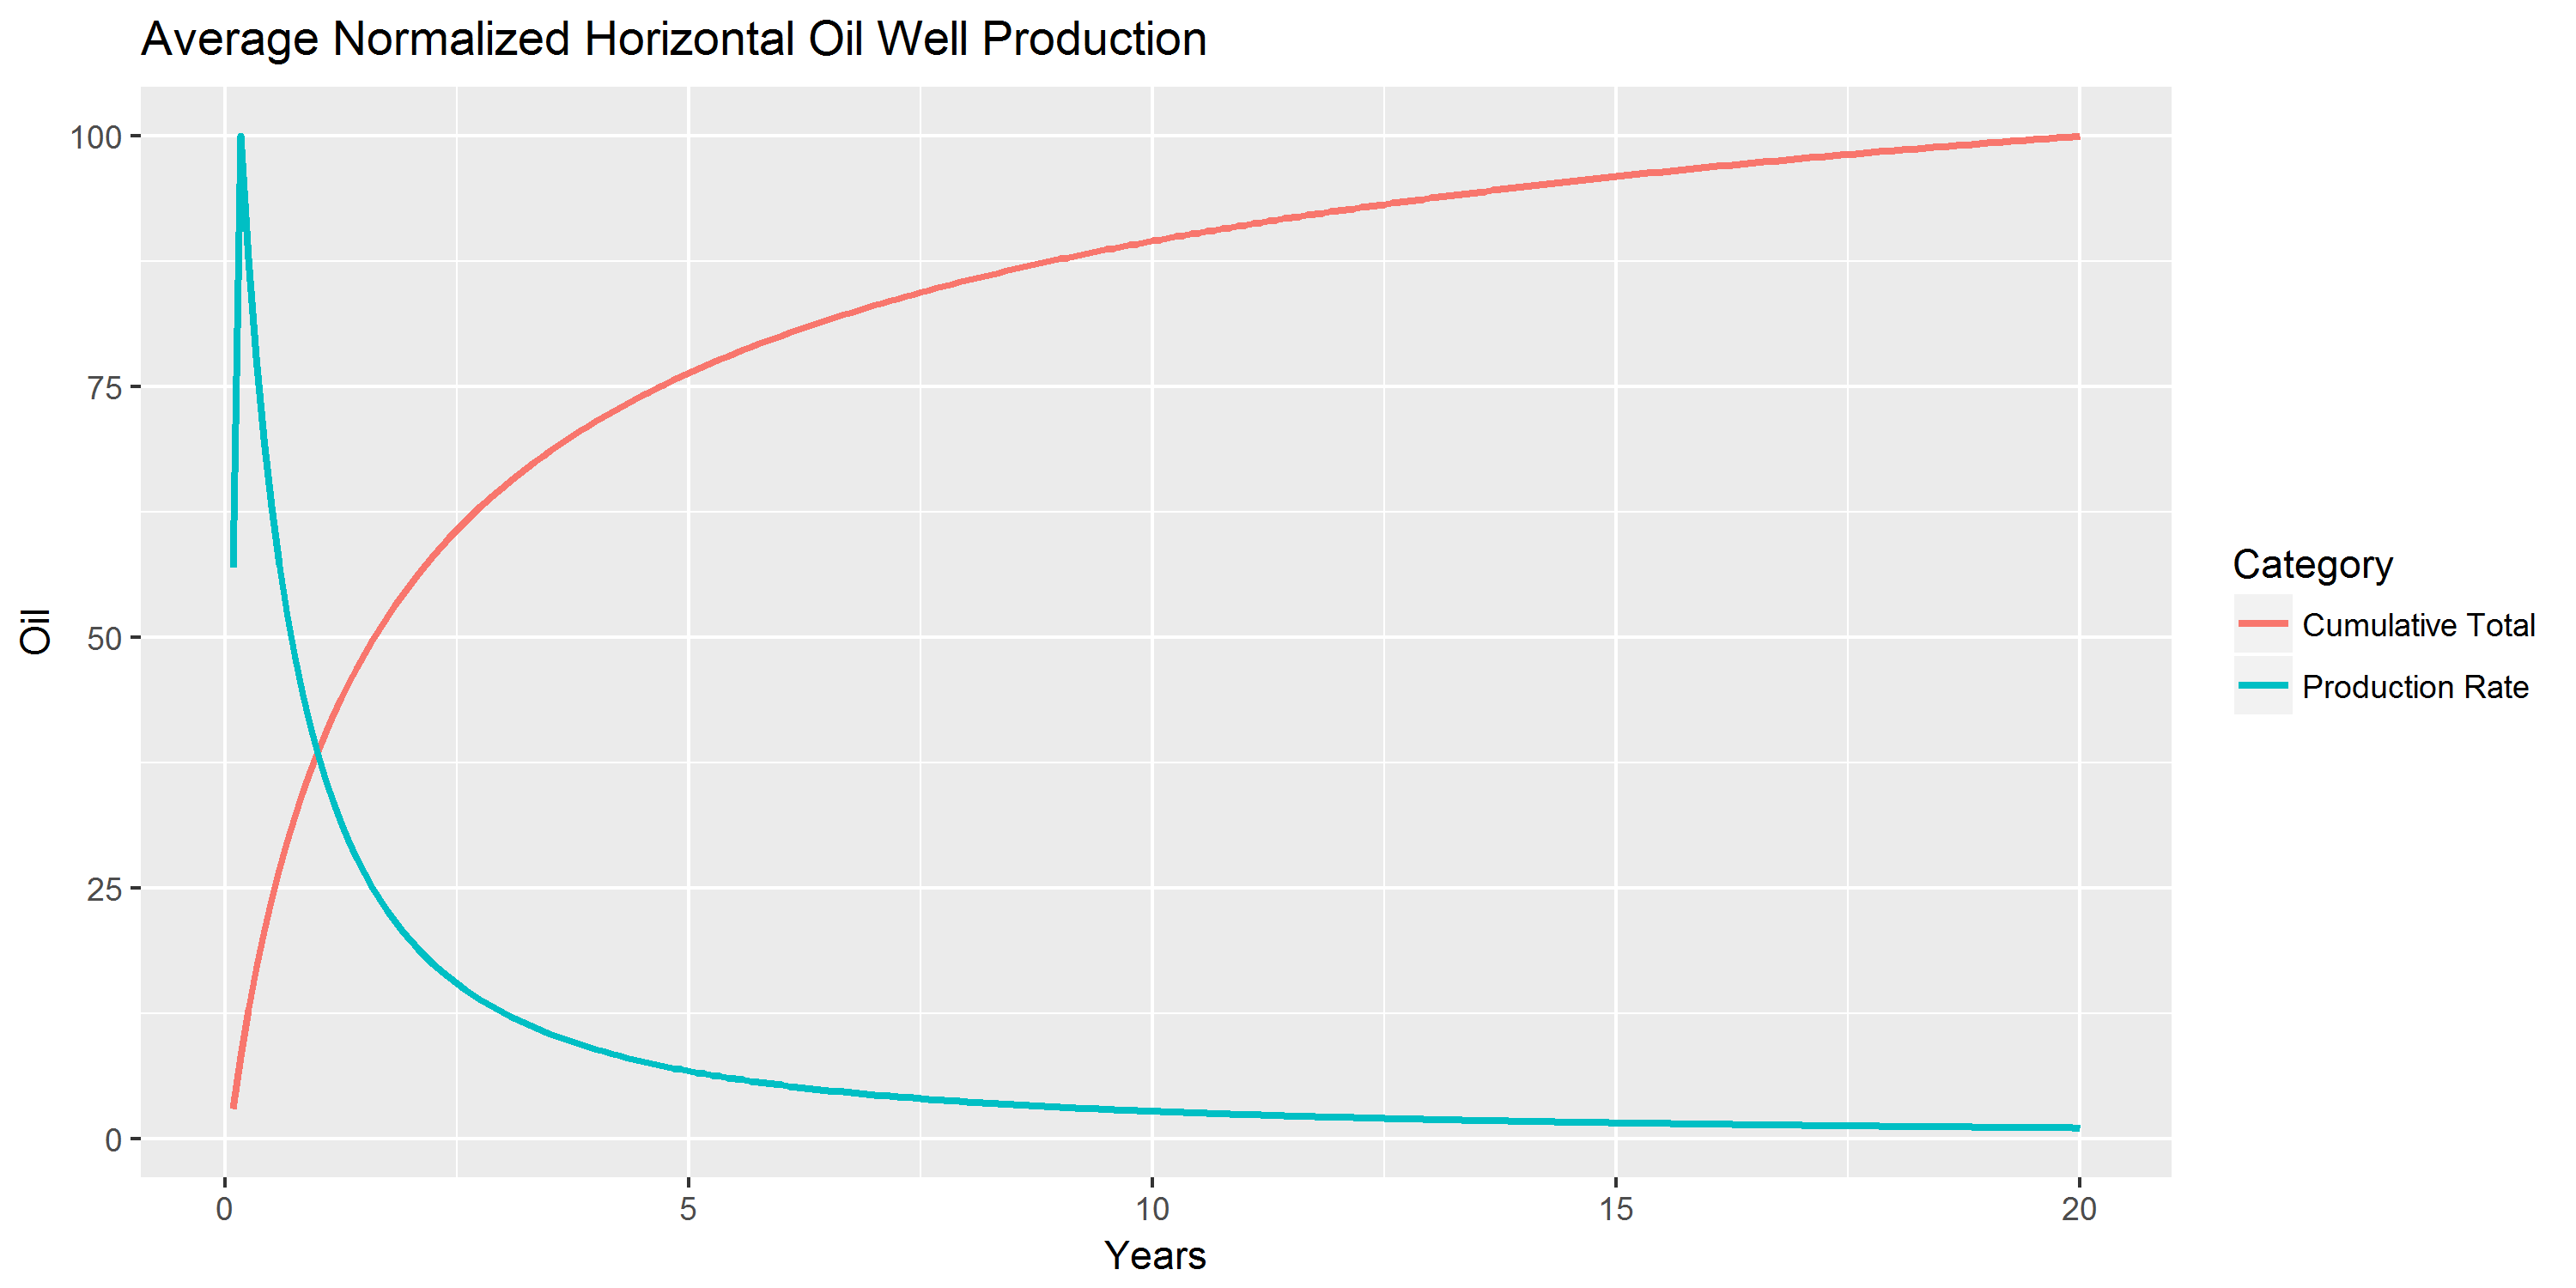 Average Normalized Horizontal Oil Well Production
100
75
50
25
0
Oil
0 5 10 15 20
Years
Category
Cumulative Total
Production Rate